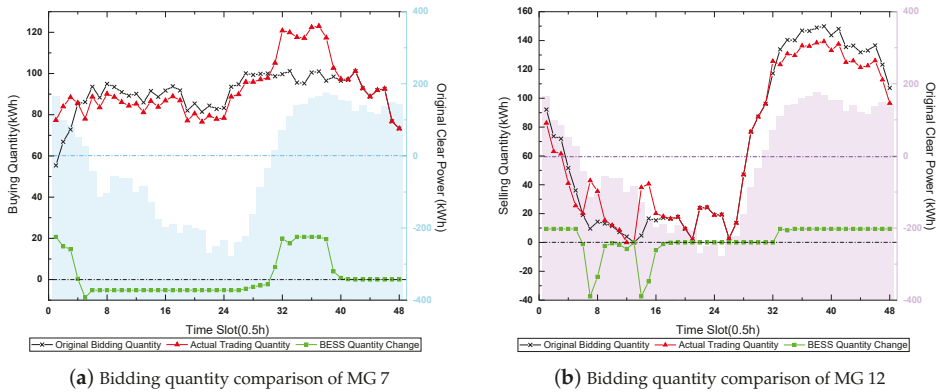 120
100
80
60
40
20
0
Buying Quantity(kWh)
400
200
0
-200
-400
Original Clear Power (kWh)
0 8 16 24 32 40 48
Time Slot(0.5h)
Original Bidding Quantity Actual Trading Quantity BESS Quantity Change
(a) Bidding quantity comparison of MG 7
160
140
120
100
80
60
40
20
0
-20
-40
Selling Quantity(kWh)
400
200
0
-200
-400
Original Clear Power (kWh)
0 8 16 24 32 40 48
Time Slot(0.5h)
Original Bidding Quantity Actual Trading Quantity BESS Quantity Change
(b) Bidding quantity comparison of MG 12